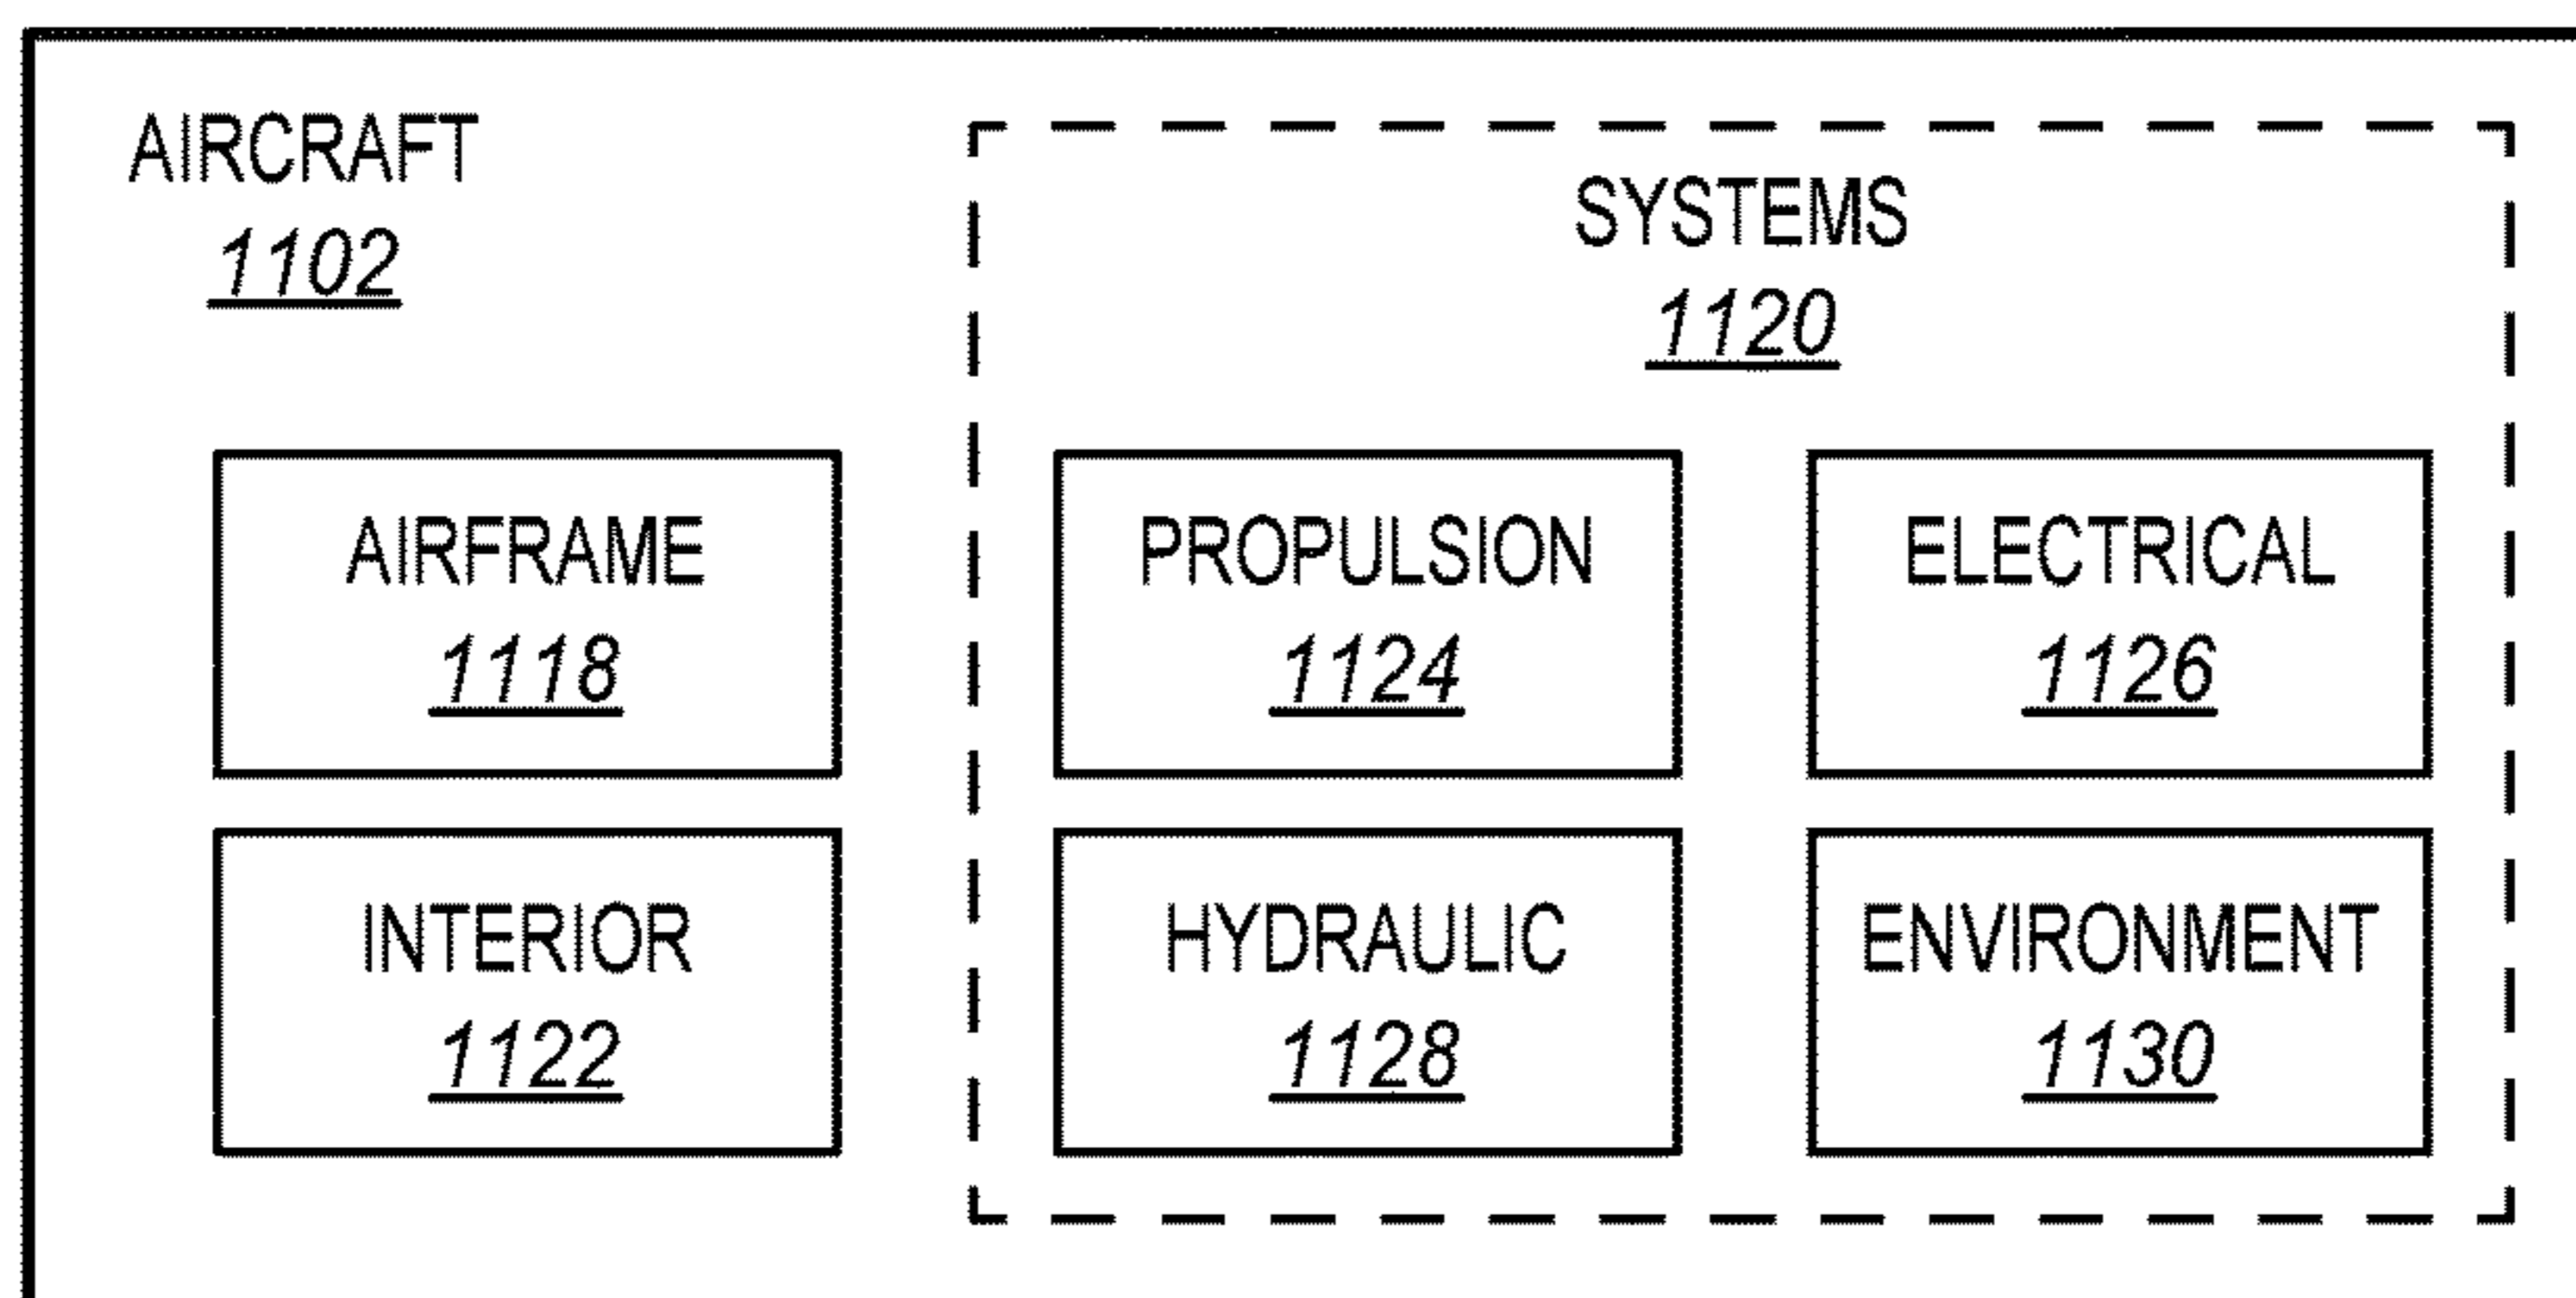 AIRCRAFT
1102
SYSTEMS
1120
AIRFRAME
1118
PROPULSION
1124
ELECTRICAL
1126
INTERIOR
1122
HYDRAULIC
1128
ENVIRONMENT
1130